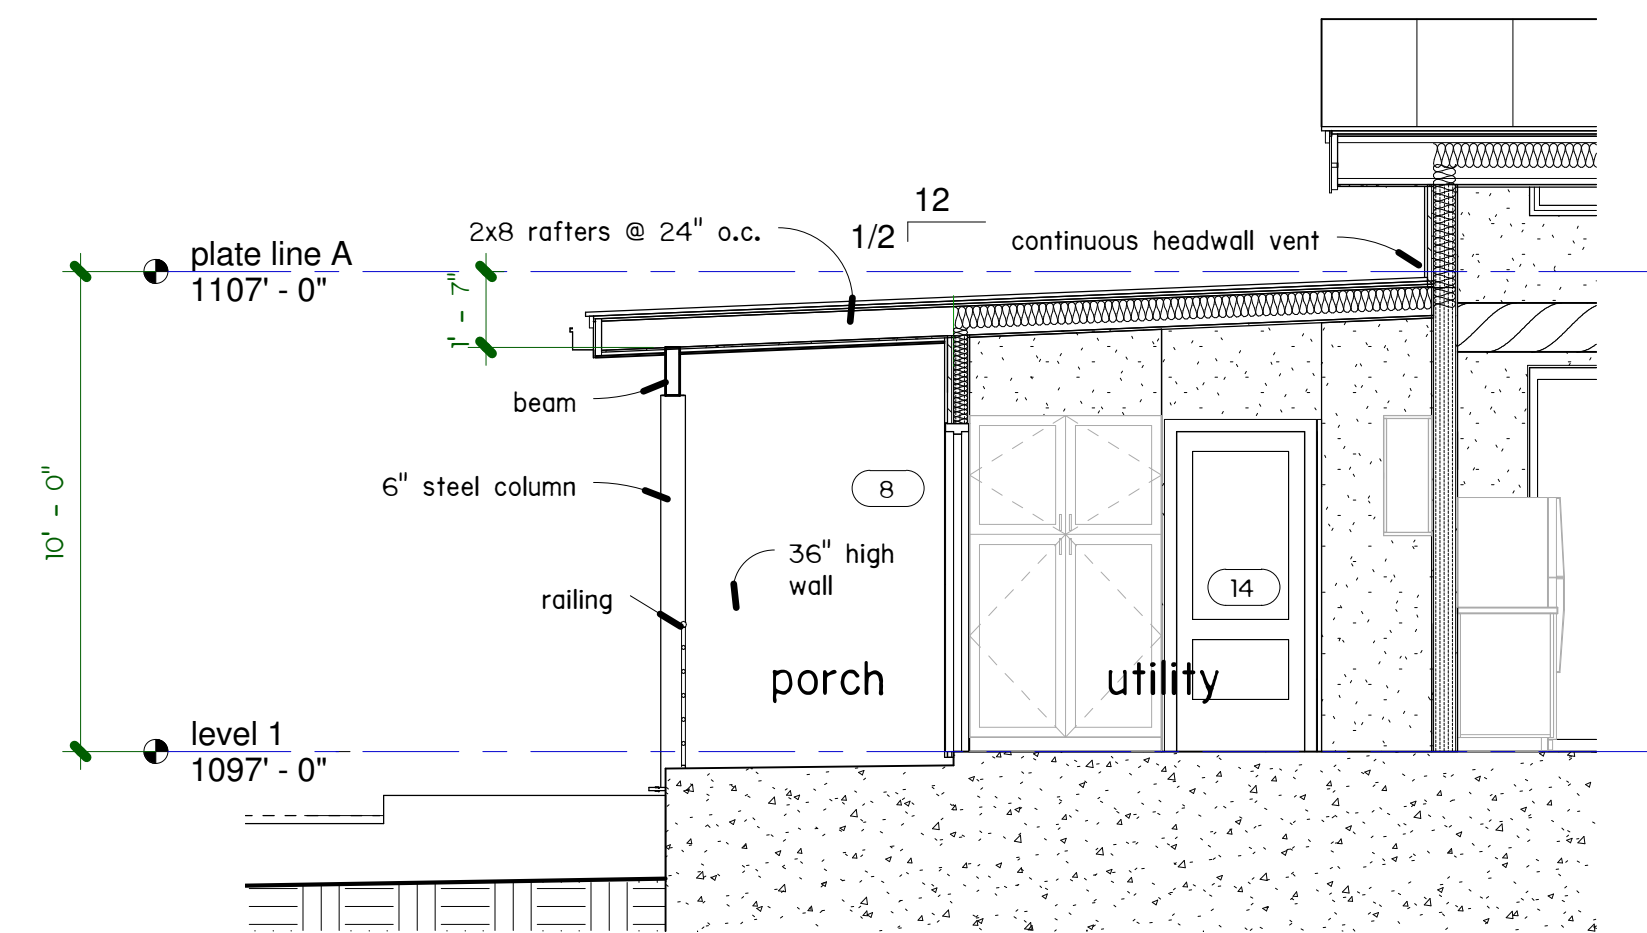 12
1/2
2x8 rafters @ 24" o.c.
continuous headwall vent
plate line A
1107' - 0"
1' - 7"
beam
10' - 0"
6" steel column
8
36" high
wall
railing
14
porch
utility
level 1
1097' - 0"